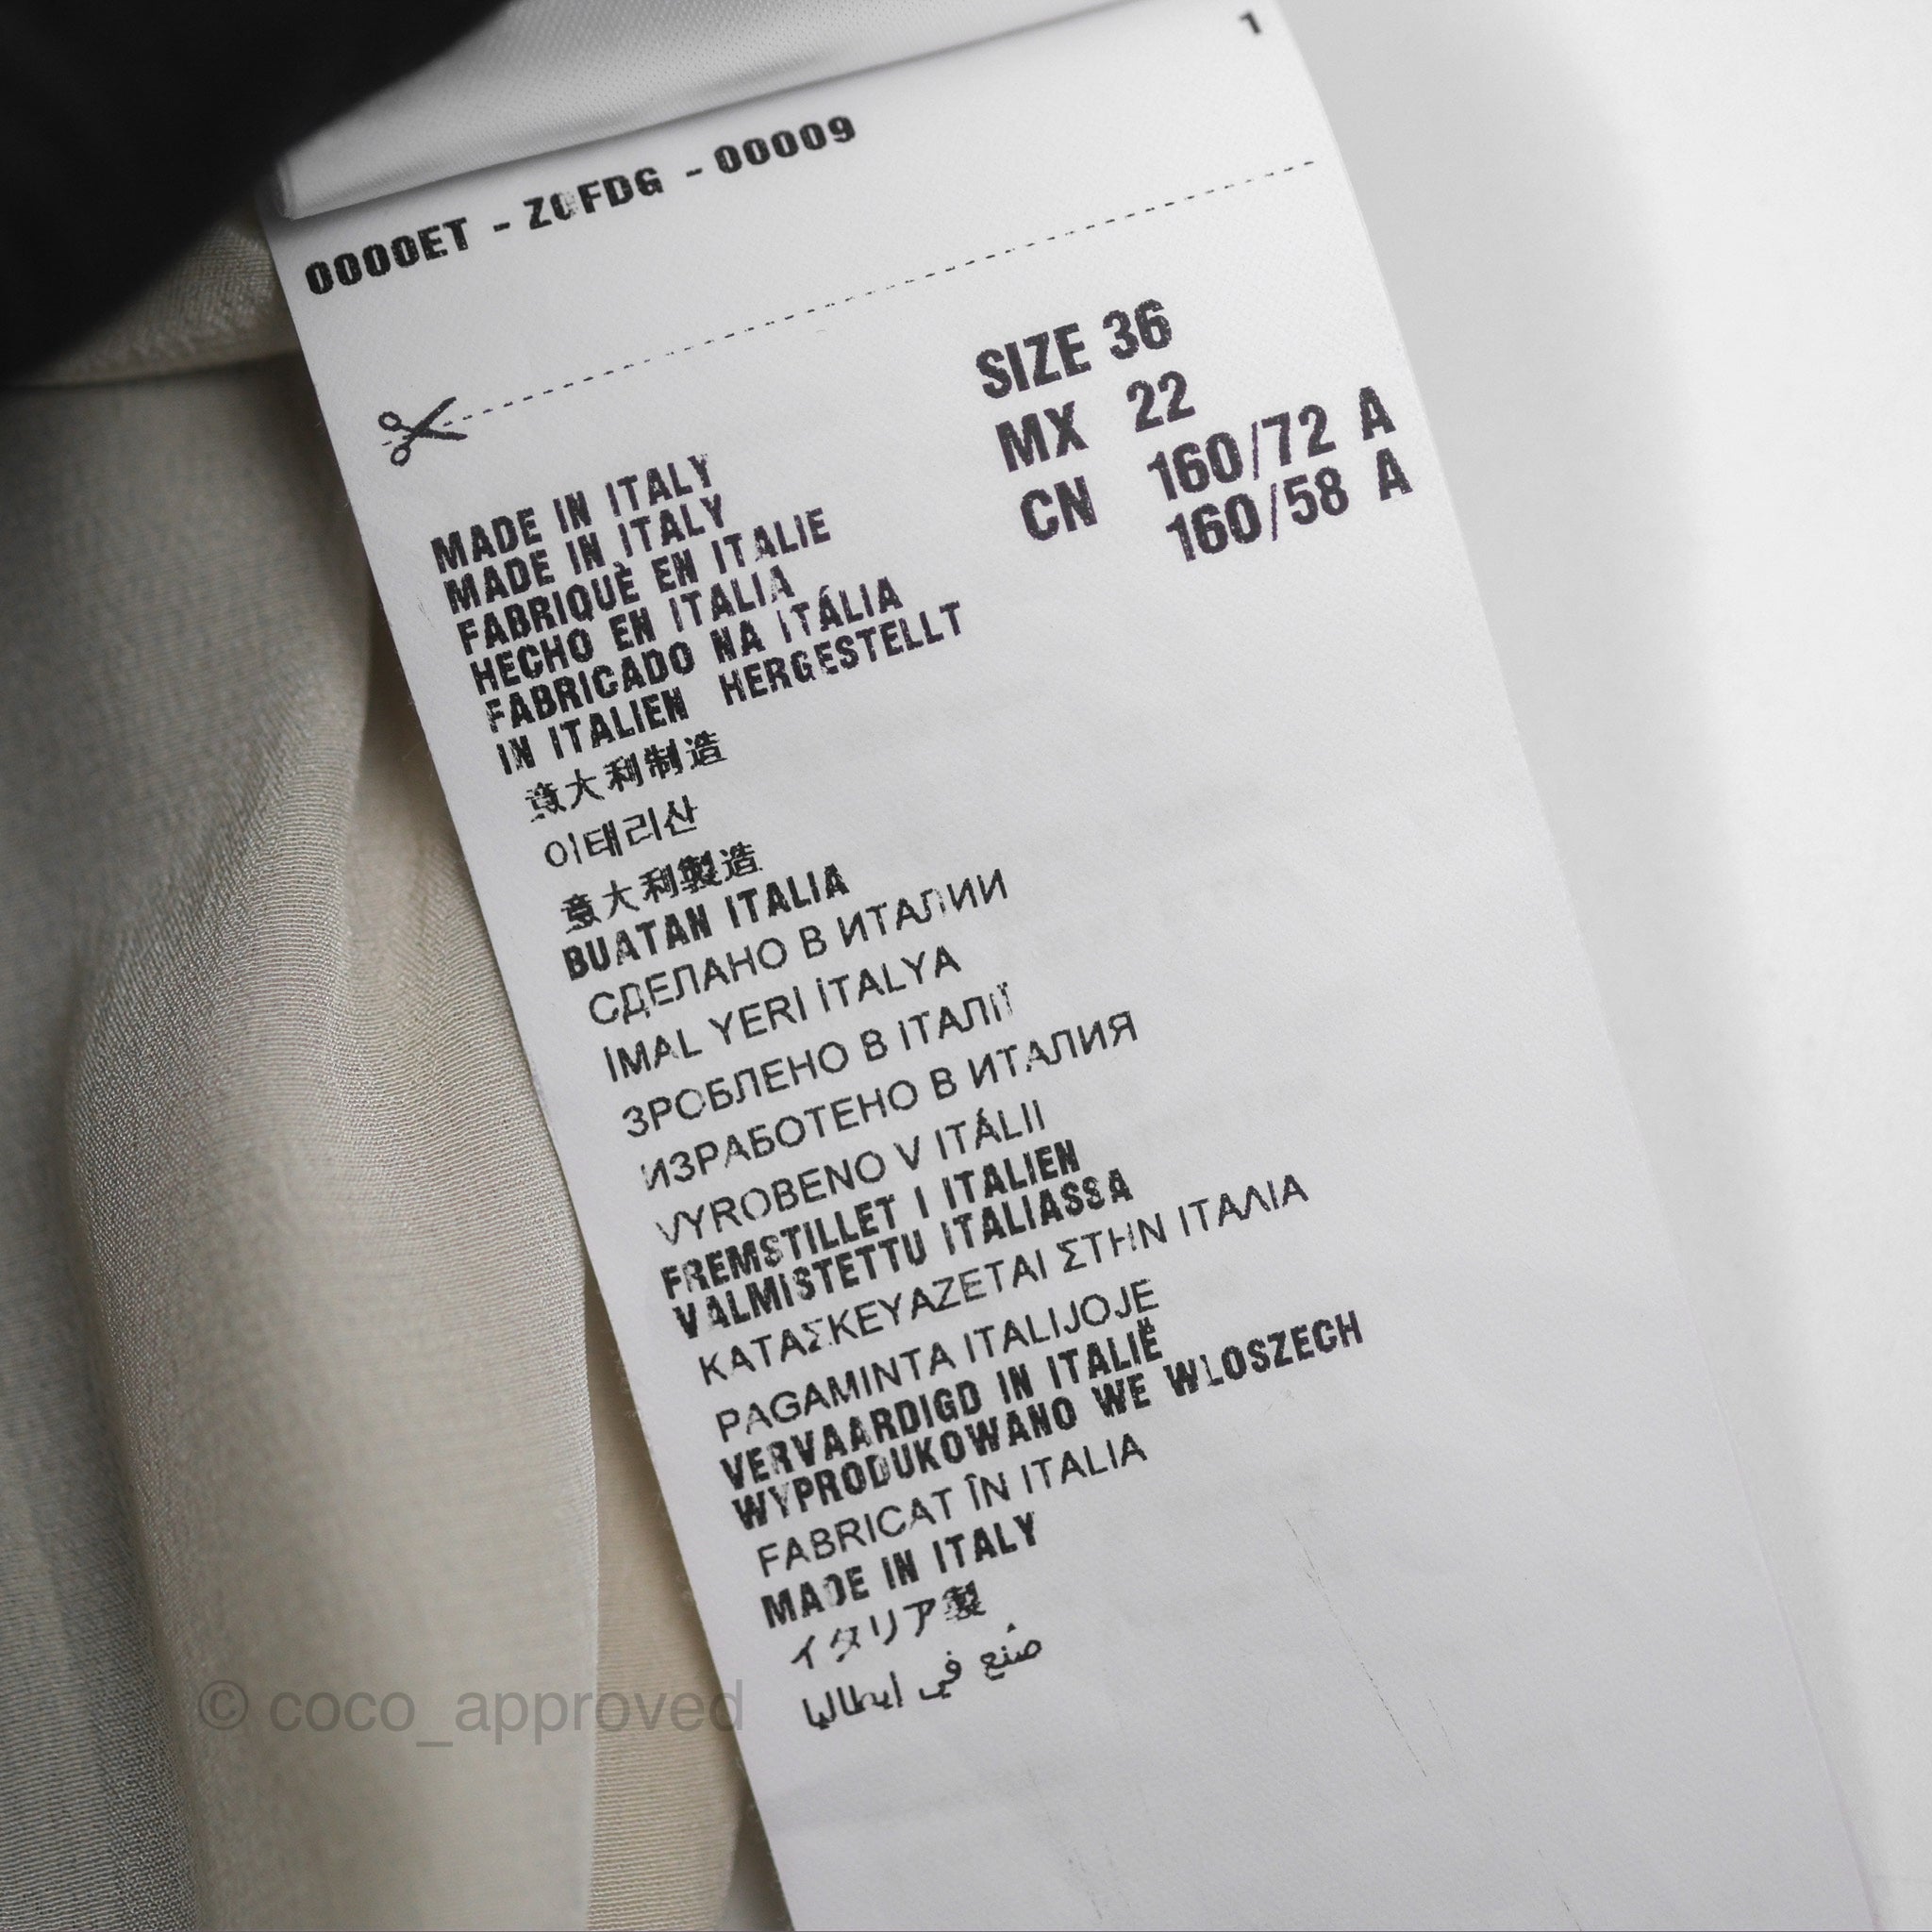 1
0000ET - Z0FDG - 00009
SIZE 36
MX 22
CN 160/72 A
160/58 A
MADE IN ITALY
MADE IN ITALY
FABRIQUÈ EN ITALIE
HECHO EN ITALIA
FABRICADO NA ITÁLIA
IN ITALIEN HERGESTELLT
意大利制造
이태리산
意大利製造
BUATAN ITALIA
СДЕЛАНО В ИТАЛИИ
İMAL YERİ İTALYA
ЗРОБЛЕНО В ІТАЛІЇ
ИЗРАБОТЕНО В ИТАЛИЯ
VYROBENO V ITÁLII
FREMSTILLET I ITALIEN
VALMISTETTU ITALIASSA
ΚΑΤΑΣΚΕΥΑΖΕΤΑΙ ΣΤΗΝ ΙΤΑΛΙΑ
PAGAMINTA ITALIJOJE
VERVAARDIGD IN ITALIË
WYPRODUKOWANO WE WLOSZECH
FABRICAT ÎN ITALIA
MADE IN ITALY
イタリア製
صُنع في إيطاليا
© coco_approved